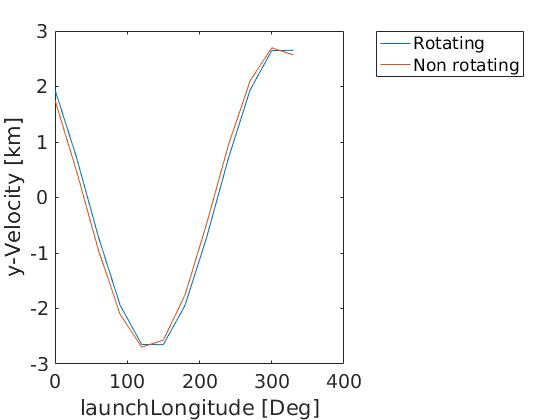 3
2
1
0
-1
-2
-3
0 100 200 300 400
y-Velocity [km]
launchLongitude [Deg]
Rotating
Non rotating